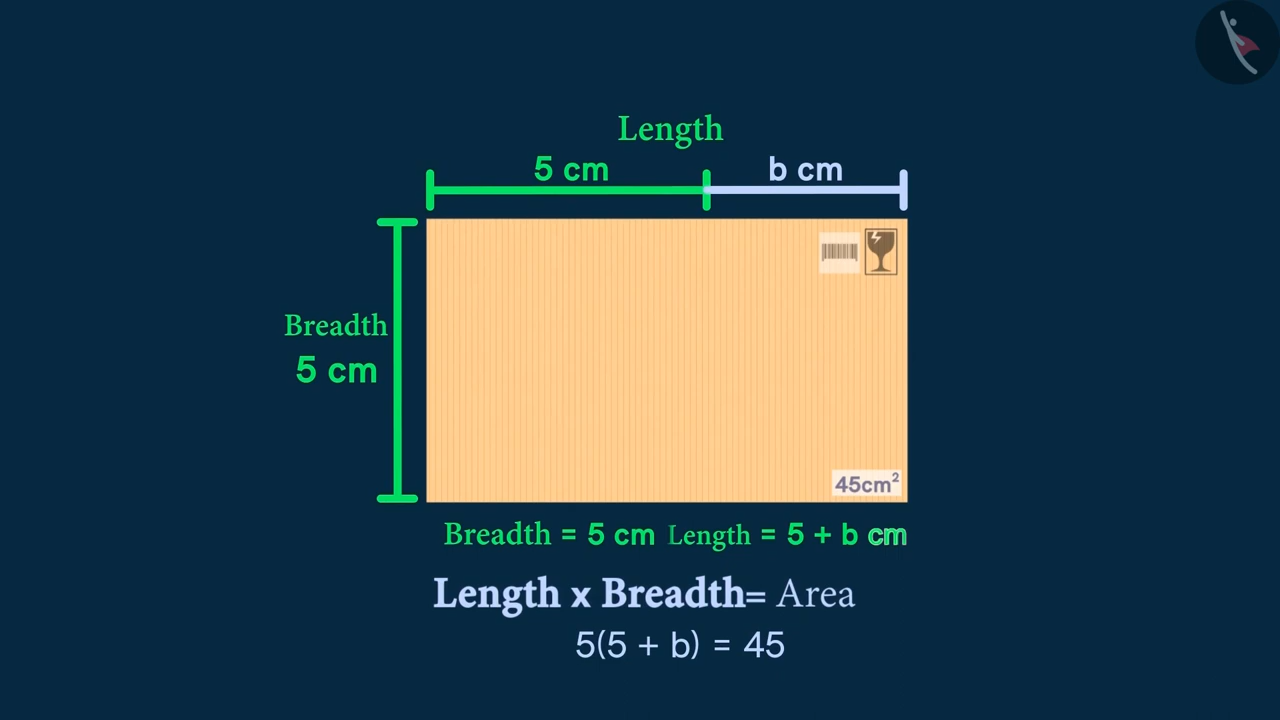 Length
5 cm b cm
Breadth
5 cm
45cm²
Breadth = 5 cm Length = 5 + b cm
Length x Breadth= Area
5(5 + b) = 45